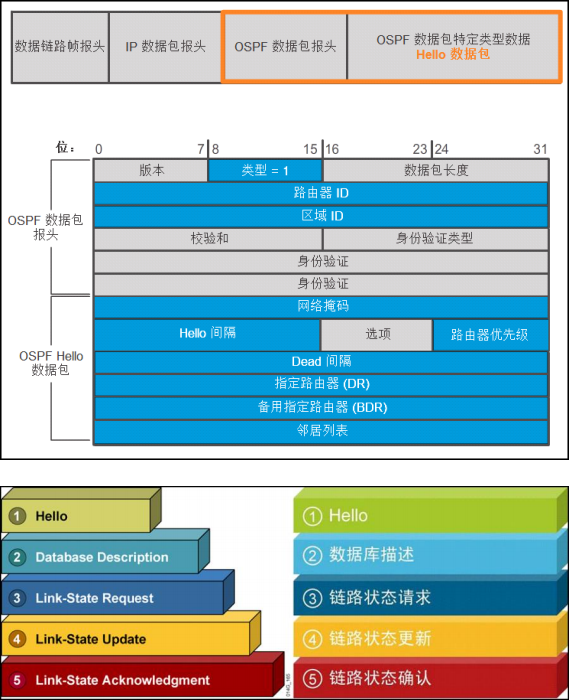 数据链路帧报头
IP 数据包报头
OSPF 数据包报头
OSPF 数据包特定类型数据
Hello 数据包
位： 0 7 8 15 16 23 24 31
OSPF 数据包
报头
版本
类型 = 1
数据包长度
路由器 ID
区域 ID
校验和
身份验证类型
身份验证
身份验证
OSPF Hello
数据包
网络掩码
Hello 间隔
选项
路由器优先级
Dead 间隔
指定路由器 (DR)
备用指定路由器 (BDR)
邻居列表
1 Hello
2 Database Description
3 Link-State Request
4 Link-State Update
5 Link-State Acknowledgment
① Hello
② 数据库描述
③ 链路状态请求
④ 链路状态更新
⑤ 链路状态确认